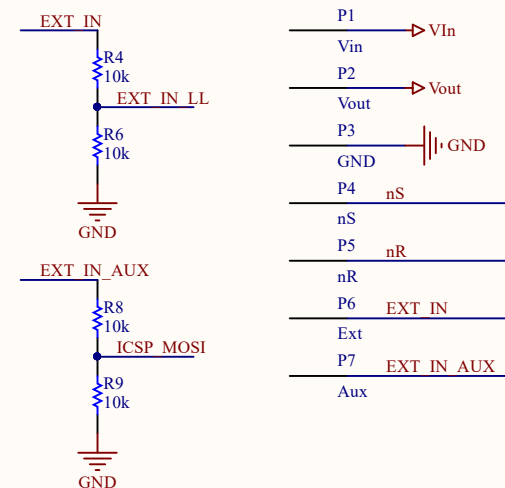 EXT_IN
R4
10k
EXT_IN_LL
R6
10k
GND
EXT_IN_AUX
R8
10k
ICSP_MOSI
R9
10k
GND
P1
VIn
Vin
P2
Vout
Vout
P3
GND
GND
P4
nS
nS
P5
nR
nR
P6
EXT_IN
Ext
P7
EXT_IN_AUX
Aux